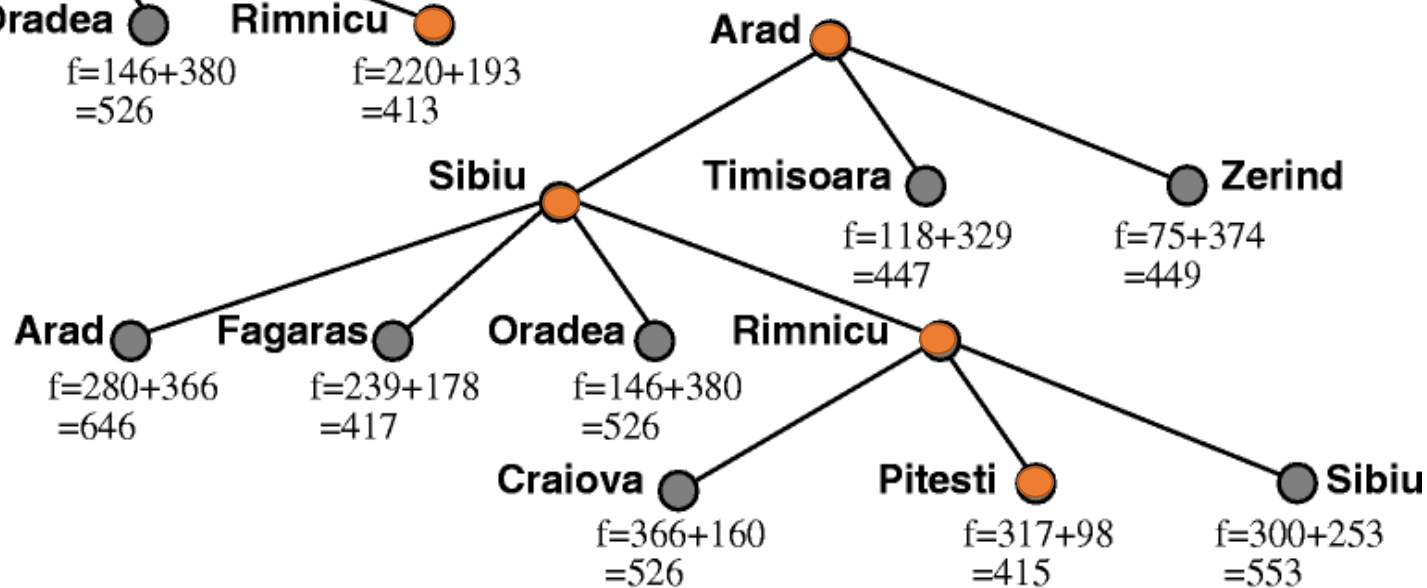 Oradea Rimnicu
f=146+380 f=220+193
=526 =413
Arad
Sibiu Timisoara Zerind
f=118+329 f=75+374
=447 =449
Arad Fagaras Oradea Rimnicu
f=280+366 f=239+178 f=146+380
=646 =417 =526
Craiova Pitesti Sibiu
f=366+160 f=317+98 f=300+253
=526 =415 =553